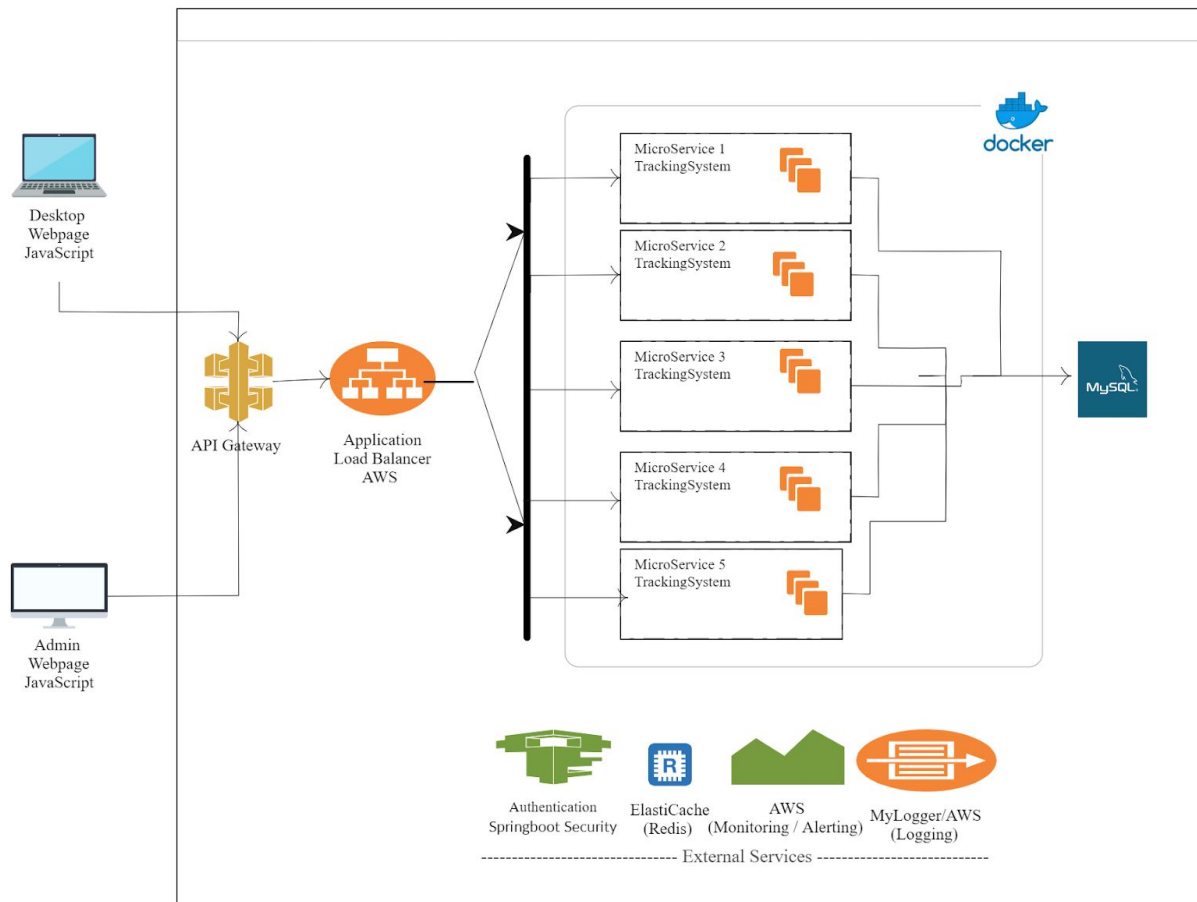 docker
MicroService 1
TrackingSystem
MicroService 2
TrackingSystem
MicroService 3
TrackingSystem
MicroService 4
TrackingSystem
MicroService 5
TrackingSystem
Desktop
Webpage
JavaScript
API Gateway
Application
Load Balancer
AWS
MySQL
Admin
Webpage
JavaScript
Authentication
Springboot Security
R
ElastiCache
(Redis)
AWS
(Monitoring / Alerting)
MyLogger/AWS
(Logging)
External Services